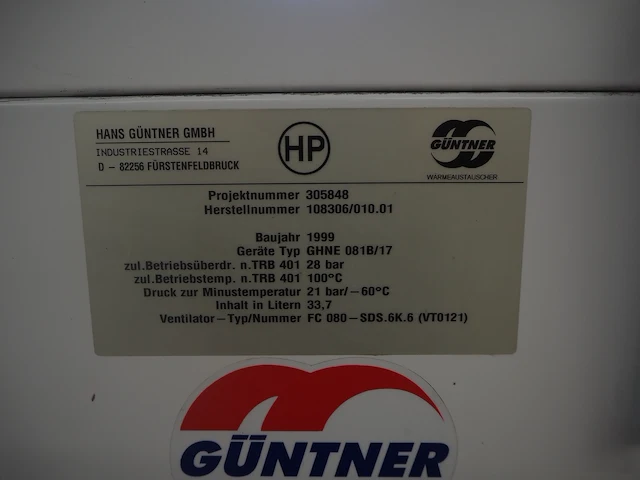 HANS GÜNTNER GMBH
INDUSTRIESTRASSE 14
D – 82256 FÜRSTENFELDBRUCK
HP
GÜNTNER
WÄRMEAUSTAUSCHER
Projektnummer 305848
Herstellnummer 108306/010.01
Baujahr 1999
Geräte Typ GHNE 081B/17
zul.Betriebsüberdr. n.TRB 401 28 bar
zul.Betriebstemp. n.TRB 401 100°C
Druck zur Minustemperatur 21 bar/–60°C
Inhalt in Litern 33,7
Ventilator–Typ/Nummer FC 080–SDS.6K.6 (VT0121)
GÜNTNER